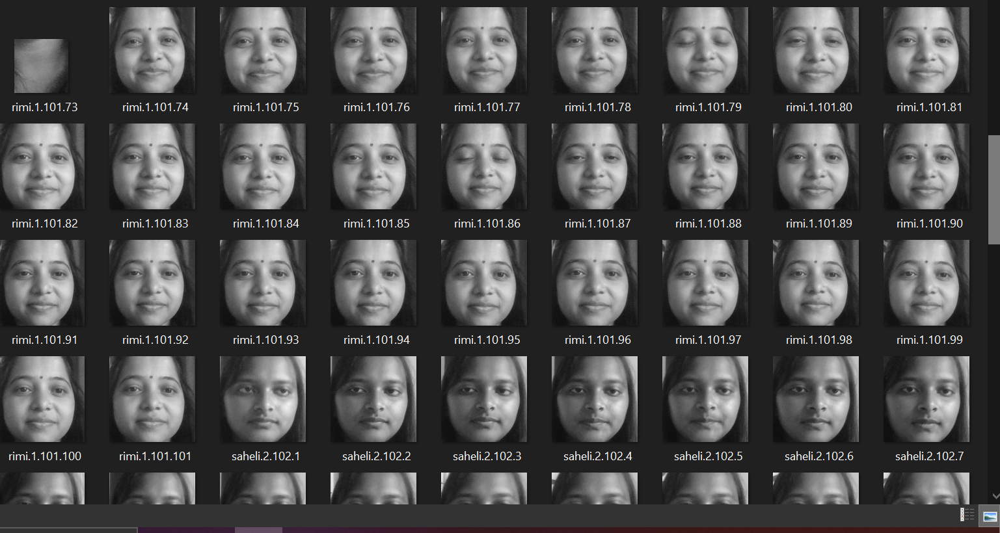 rimi.1.101.73 rimi.1.101.74 rimi.1.101.75 rimi.1.101.76 rimi.1.101.77 rimi.1.101.78 rimi.1.101.79 rimi.1.101.80 rimi.1.101.81
rimi.1.101.82 rimi.1.101.83 rimi.1.101.84 rimi.1.101.85 rimi.1.101.86 rimi.1.101.87 rimi.1.101.88 rimi.1.101.89 rimi.1.101.90
rimi.1.101.91 rimi.1.101.92 rimi.1.101.93 rimi.1.101.94 rimi.1.101.95 rimi.1.101.96 rimi.1.101.97 rimi.1.101.98 rimi.1.101.99
rimi.1.101.100 rimi.1.101.101 saheli.2.102.1 saheli.2.102.2 saheli.2.102.3 saheli.2.102.4 saheli.2.102.5 saheli.2.102.6 saheli.2.102.7